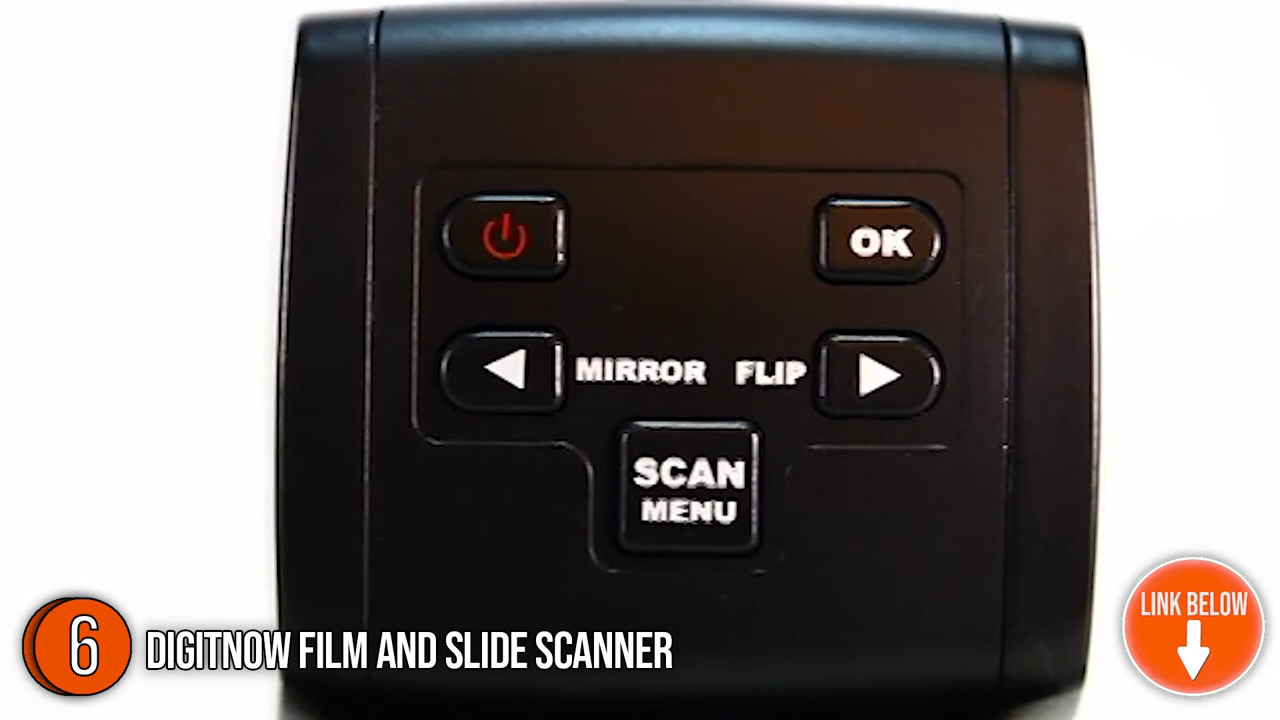 OK
MIRROR FLIP
SCAN
MENU
LINK BELOW
6 DIGITNOW FILM AND SLIDE SCANNER